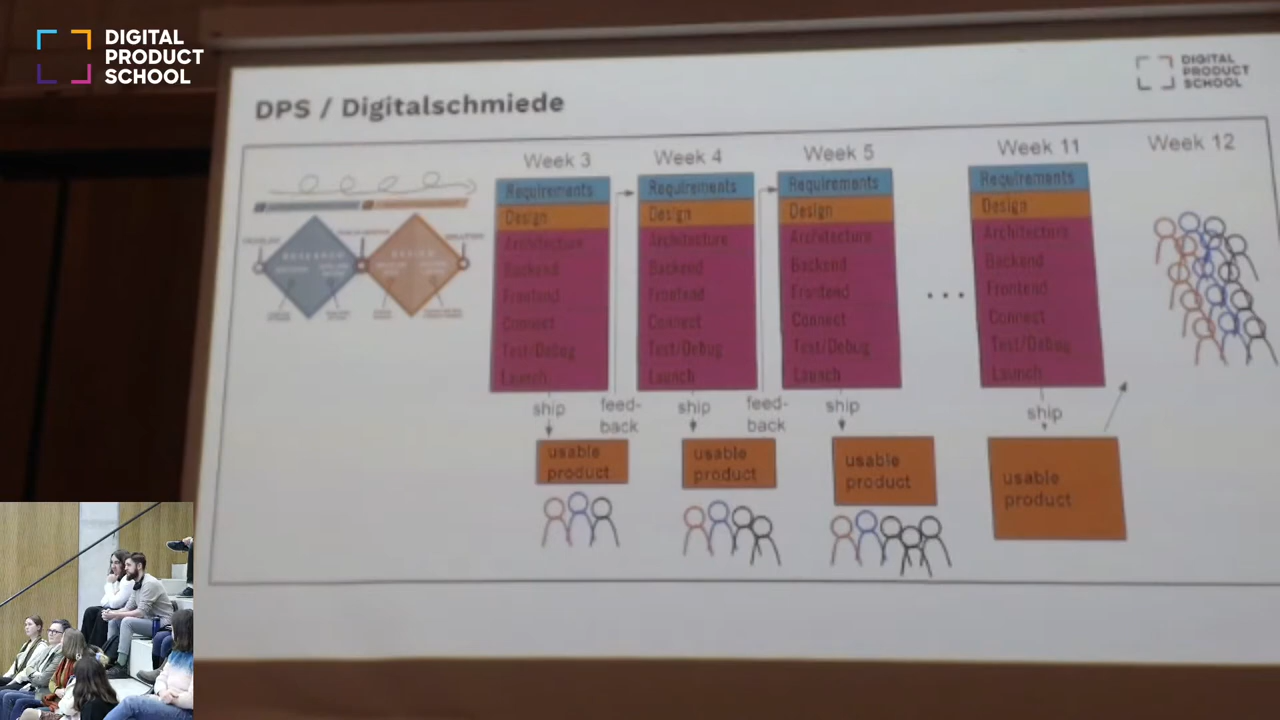 DIGITAL
PRODUCT
SCHOOL
DIGITAL
PRODUCT
SCHOOL
DPS / Digitalschmiede
Week 3
Week 4
Week 5
Week 11
Week 12
Requirements
Design
Architecture
Backend
Frontend
Connect
Test/Debug
Launch
Requirements
Design
Architecture
Backend
Frontend
Connect
Test/Debug
Launch
Requirements
Design
Architecture
Backend
Frontend
Connect
Test/Debug
Launch
...
Requirements
Design
Architecture
Backend
Frontend
Connect
Test/Debug
Launch
ship
feed-
back
ship
feed-
back
ship
ship
usable
product
usable
product
usable
product
usable
product